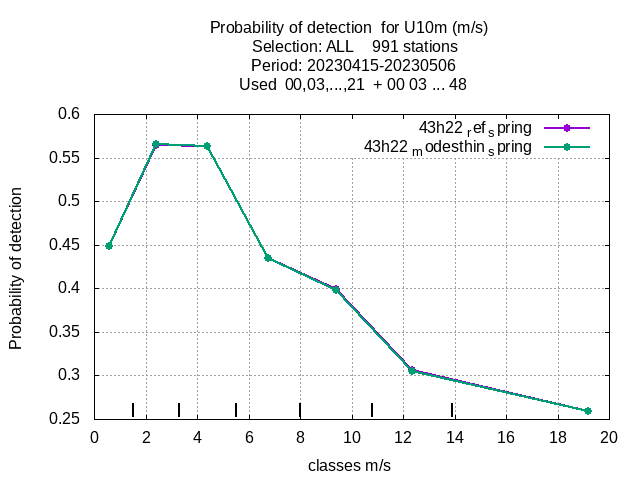 Probability of detection  for U10m (m/s)
Selection: ALL    991 stations
Period: 20230415-20230506
Used  00,03,...,21  + 00 03 ... 48
43h22 ref spring
43h22 modesthin spring
Probability of detection
0.6
0.55
0.5
0.45
0.4
0.35
0.3
0.25
0 2 4 6 8 10 12 14 16 18 20
classes m/s